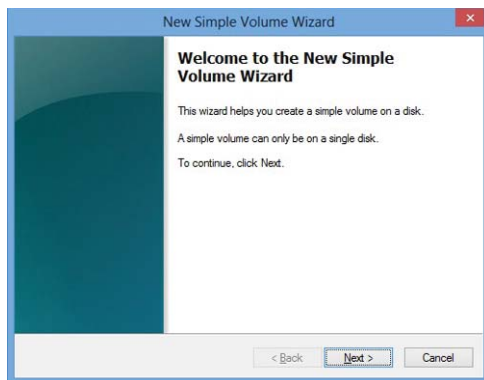 New Simple Volume Wizard
Welcome to the New Simple
Volume Wizard
This wizard helps you create a simple volume on a disk.
A simple volume can only be on a single disk.
To continue, click Next.
< Back Next > Cancel